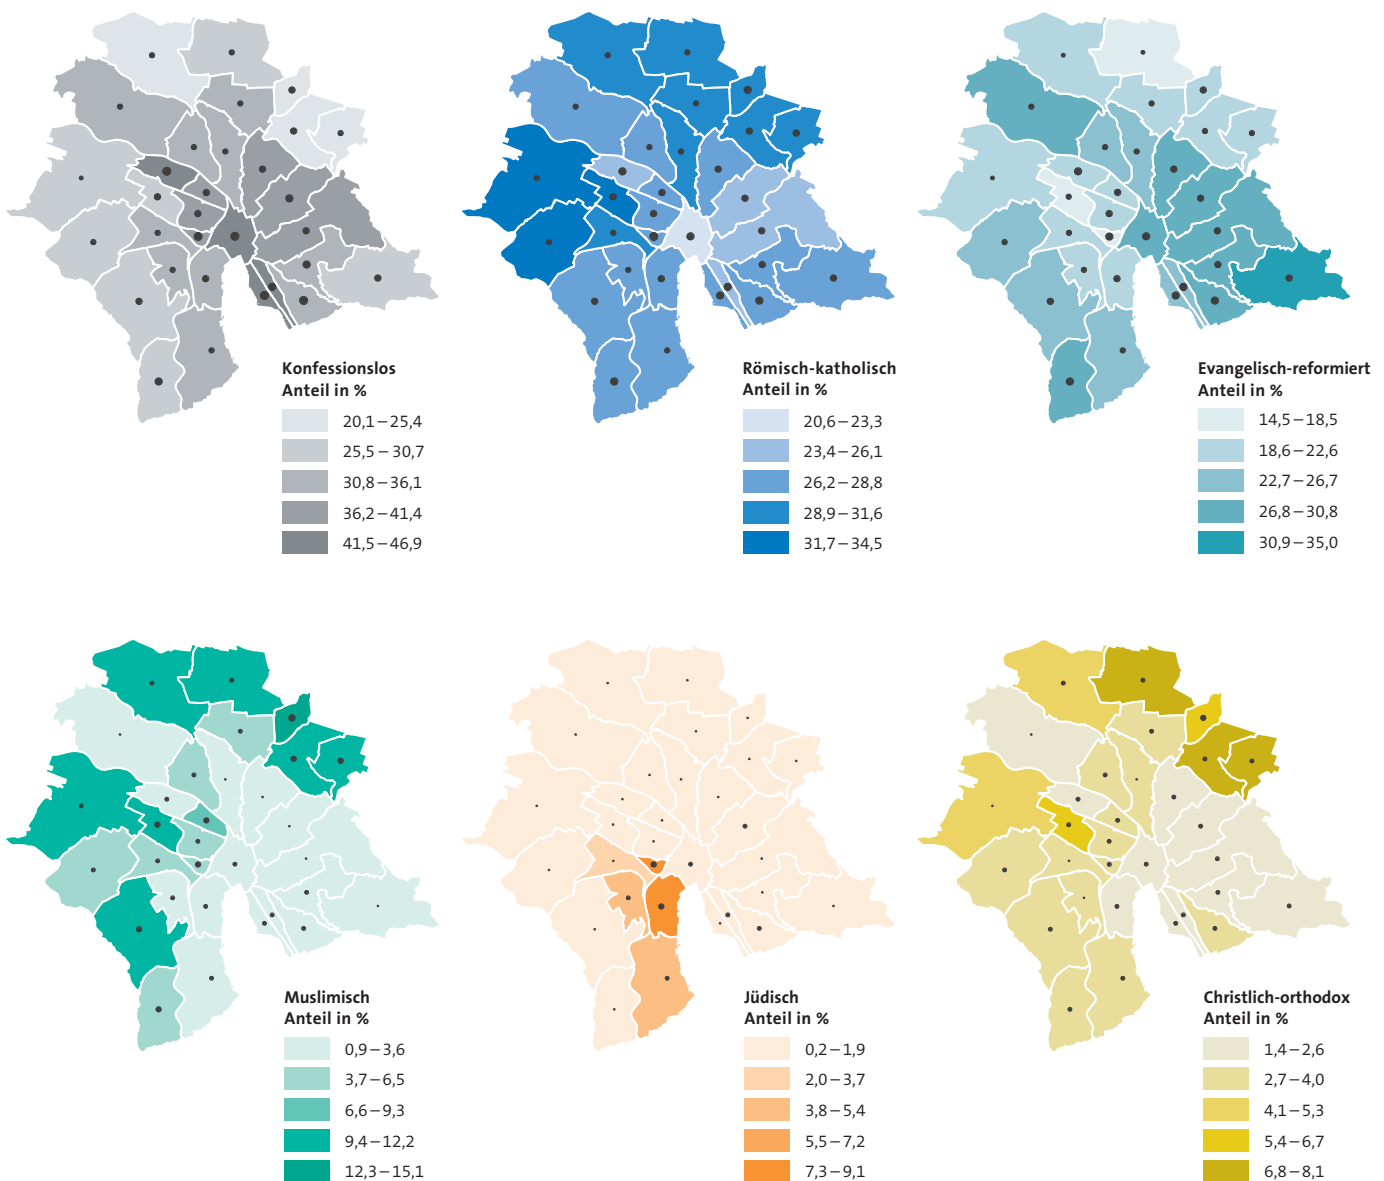 Konfessionslos
Anteil in %
20,1–25,4
25,5–30,7
30,8–36,1
36,2–41,4
41,5–46,9
Römisch-katholisch
Anteil in %
20,6–23,3
23,4–26,1
26,2–28,8
28,9–31,6
31,7–34,5
Evangelisch-reformiert
Anteil in %
14,5–18,5
18,6–22,6
22,7–26,7
26,8–30,8
30,9–35,0
Muslimisch
Anteil in %
0,9–3,6
3,7–6,5
6,6–9,3
9,4–12,2
12,3–15,1
Jüdisch
Anteil in %
0,2–1,9
2,0–3,7
3,8–5,4
5,5–7,2
7,3–9,1
Christlich-orthodox
Anteil in %
1,4–2,6
2,7–4,0
4,1–5,3
5,4–6,7
6,8–8,1